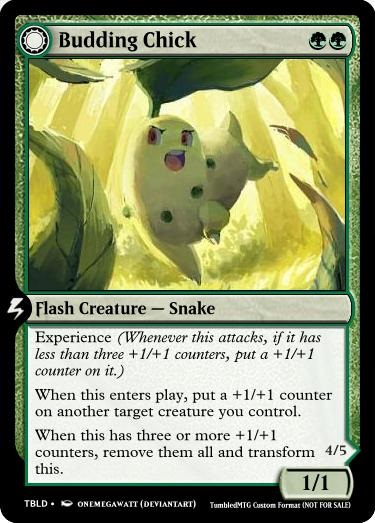 Budding Chick
Flash Creature — Snake
Experience (Whenever this attacks, if it has
less than three +1/+1 counters, put a +1/+1
counter on it.)
When this enters play, put a +1/+1 counter
on another target creature you control.
When this has three or more +1/+1
counters, remove them all and transform
this.
4/5
1/1
TBLD • ONEMEGAWATT (DEVIANTART)
TumbledMTG Custom Format (NOT FOR SALE)